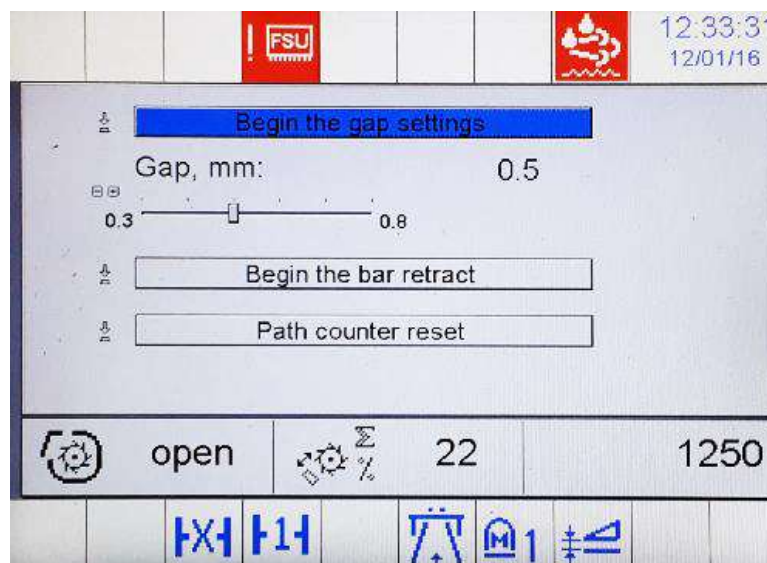 ! FSU
12:33:31
12/01/16
Begin the gap settings
Gap, mm: 0.5
0.3 0.8
Begin the bar retract
Path counter reset
open Σ % 22 1250
X 1 M 1